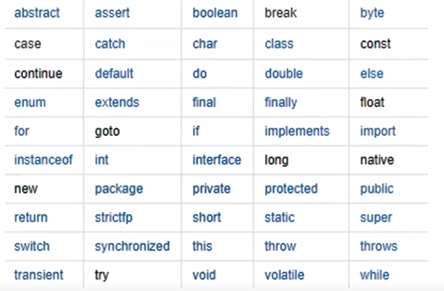 abstract assert boolean break byte
case catch char class const
continue default do double else
enum extends final finally float
for goto if implements import
instanceof int interface long native
new package private protected public
return strictfp short static super
switch synchronized this throw throws
transient try void volatile while